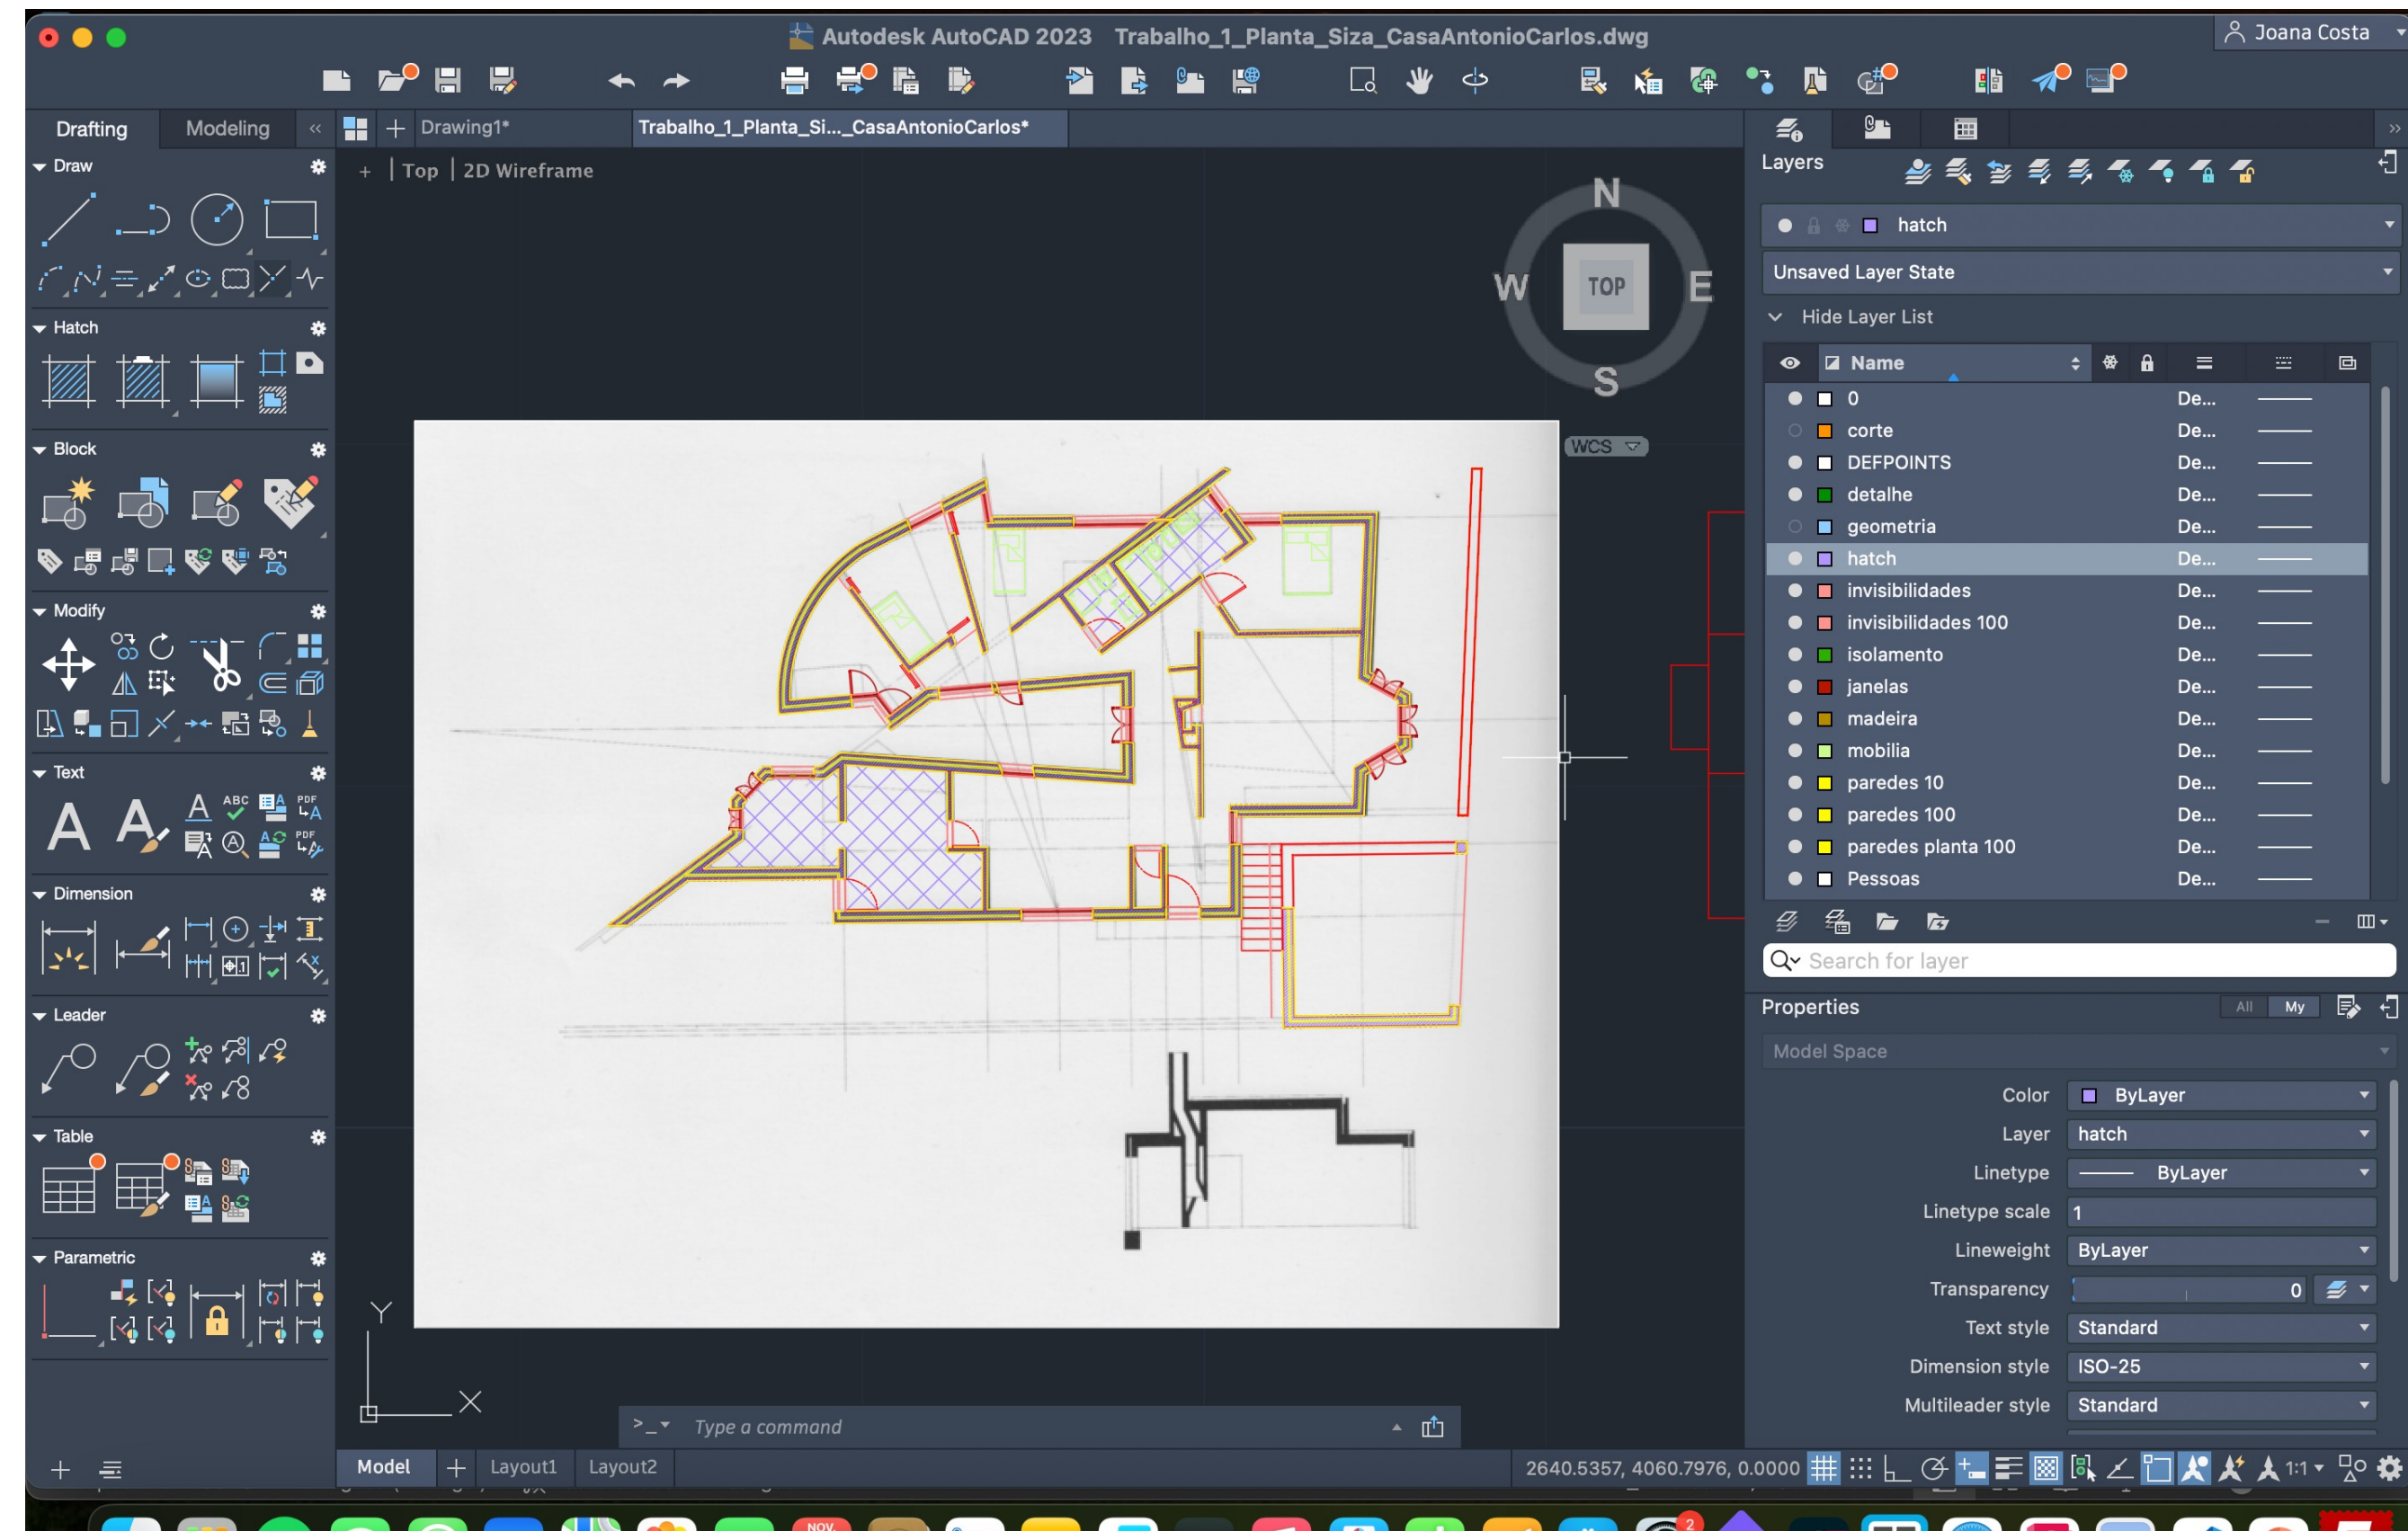 Autodesk AutoCAD 2023 Trabalho_1_Planta_Siza_CasaAntonioCarlos.dwg
Joana Costa
Drafting
Modeling
Drawing1*
Trabalho_1_Planta_Si..._CasaAntonioCarlos*
+ | Top | 2D Wireframe
Draw
Hatch
Block
Modify
Text
A A A ABC PDF
A PDF
Dimension
Leader
Table
Parametric
N
W TOP E
S
WCS
Y
X
>_ Type a command
Model
Layout1
Layout2
Layers
hatch
Unsaved Layer State
Hide Layer List
Name
0 De...
corte De...
DEFPOINTS De...
detalhe De...
geometria De...
hatch De...
invisibilidades De...
invisibilidades 100 De...
isolamento De...
janelas De...
madeira De...
mobilia De...
paredes 10 De...
paredes 100 De...
paredes planta 100 De...
Pessoas De...
Search for layer
Properties
All My
Model Space
Color ByLayer
Layer hatch
Linetype ByLayer
Linetype scale 1
Lineweight ByLayer
Transparency 0
Text style Standard
Dimension style ISO-25
Multileader style Standard
2640.5357, 4060.7976, 0.0000
1:1
NOV.
2